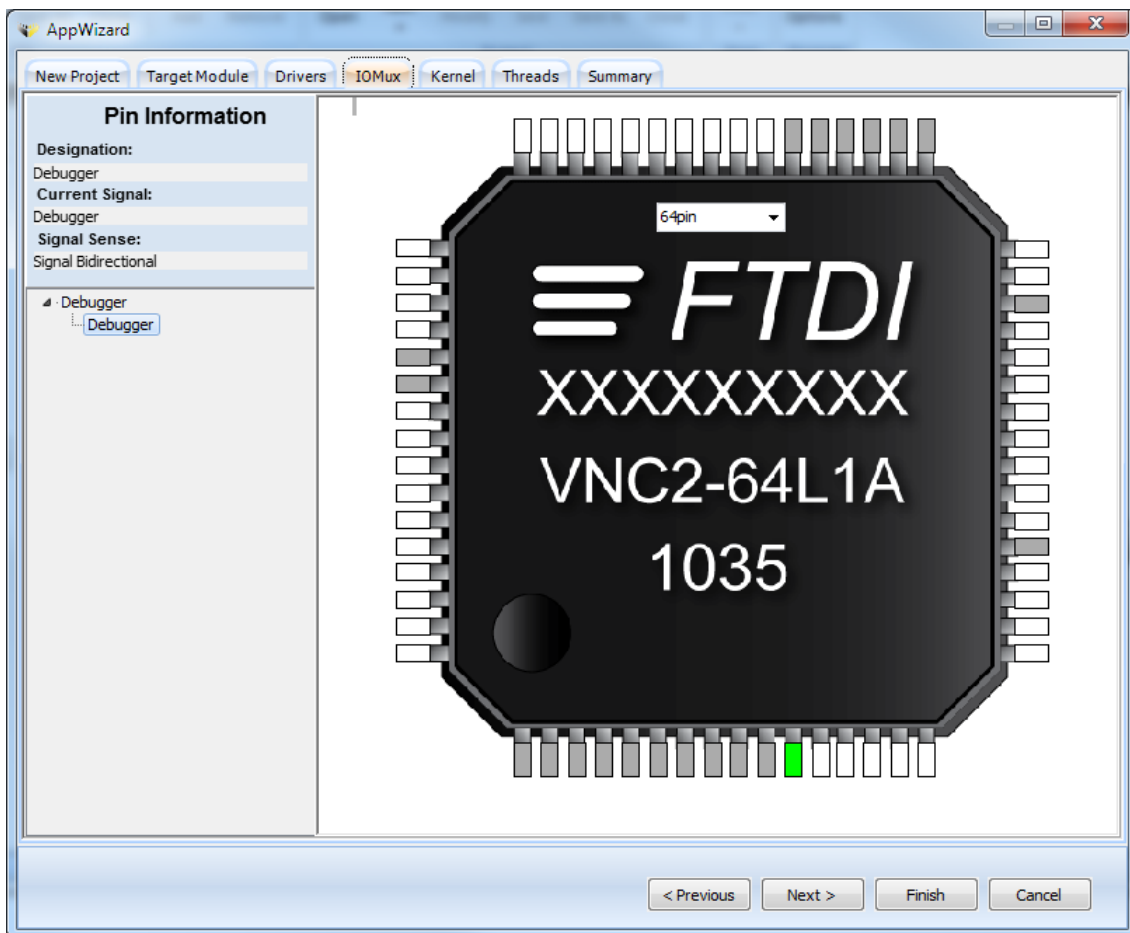 AppWizard
New Project Target Module Drivers IOMux Kernel Threads Summary
Pin Information
Designation:
Debugger
Current Signal:
Debugger
Signal Sense:
Signal Bidirectional
Debugger
Debugger
64pin
FTDI
XXXXXXXXX
VNC2-64L1A
1035
< Previous Next > Finish Cancel